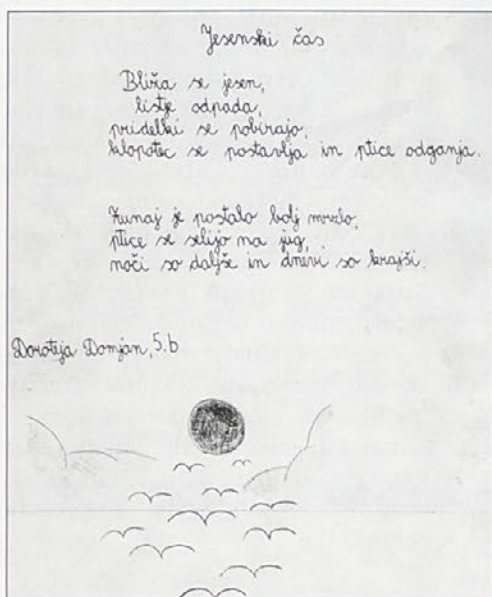 Jesenski čas
Bliža se jesen,
listje odpada,
pridelki se pobirajo,
klopotec se postavlja in ptice odganja.
Zunaj je postalo bolj mrzlo,
ptice se selijo na jug,
noči so daljše in dnevi so krajši.
Doroteja Domjan, 5.b